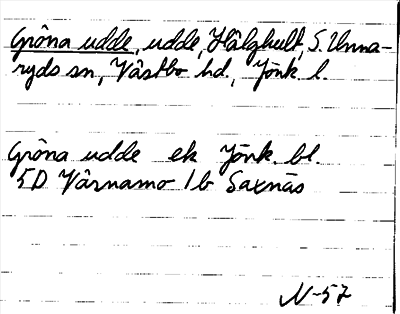 Gröna udde, udde, Hälghult, S. Unna-
ryds sn, Västbo hd., Jönk. l.
Gröna udde ek Jönk. bl.
5D Värnamo 1b Saxnäs
N-57